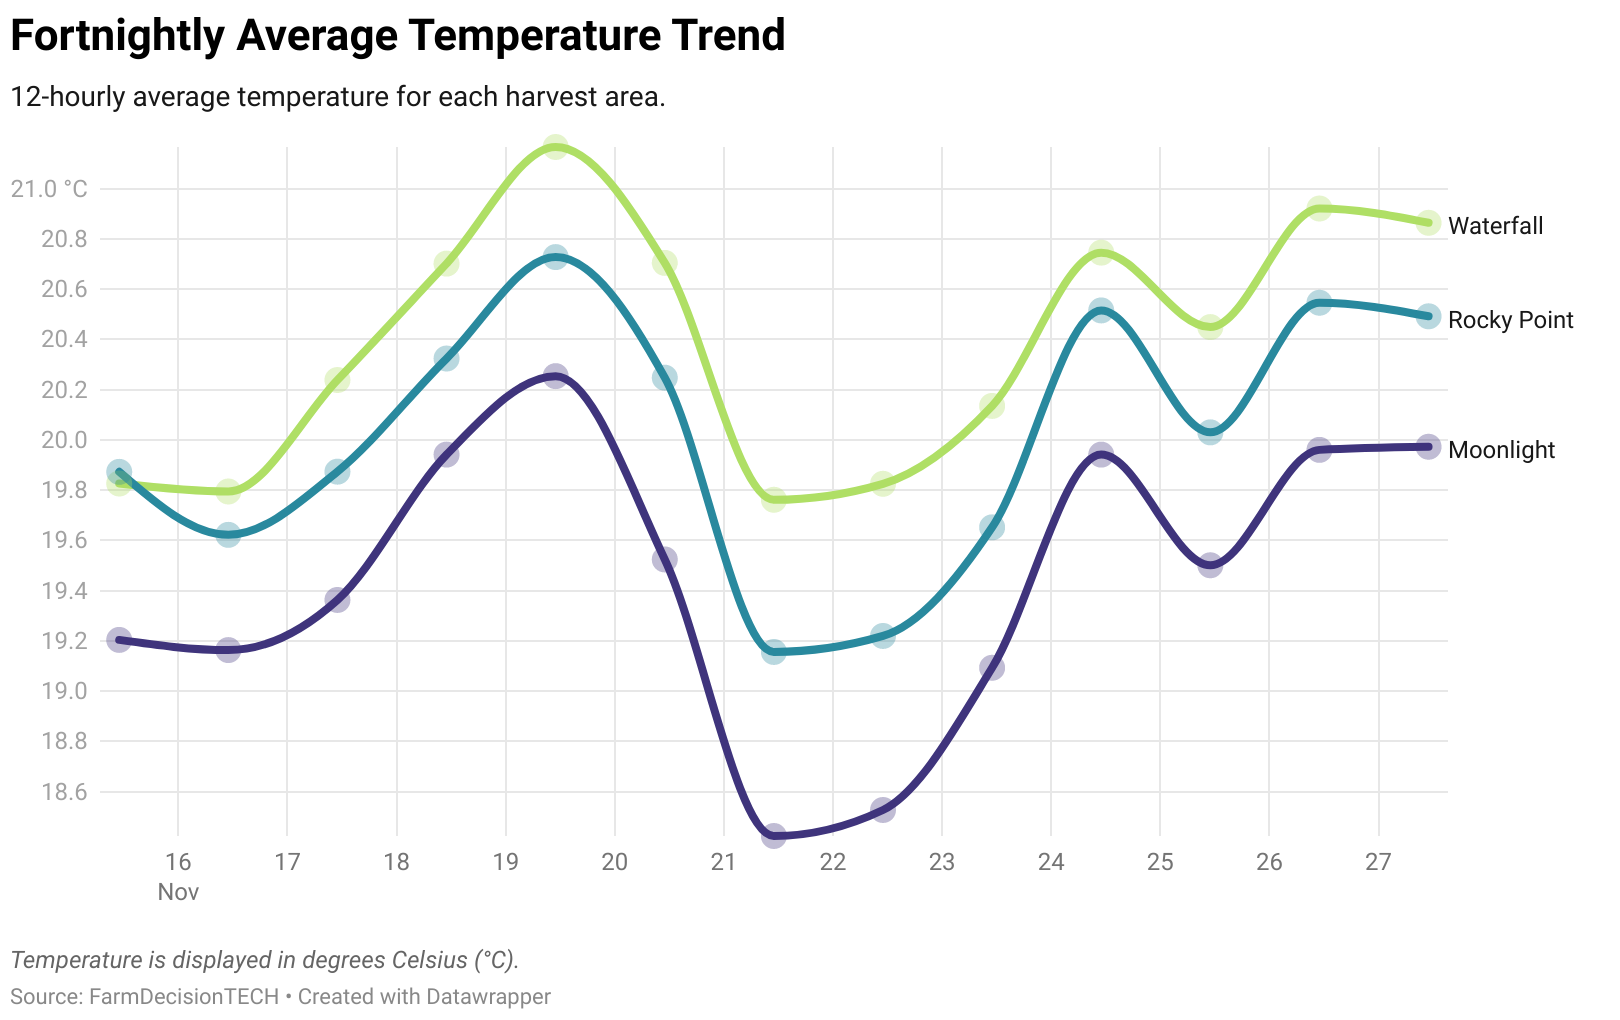 Fortnightly Average Temperature Trend
12-hourly average temperature for each harvest area.
21.0 °C
20.8
20.6
20.4
20.2
20.0
19.8
19.6
19.4
19.2
19.0
18.8
18.6
Waterfall
Rocky Point
Moonlight
16 17 18 19 20 21 22 23 24 25 26 27
Nov
Temperature is displayed in degrees Celsius (°C).
Source: FarmDecisionTECH • Created with Datawrapper